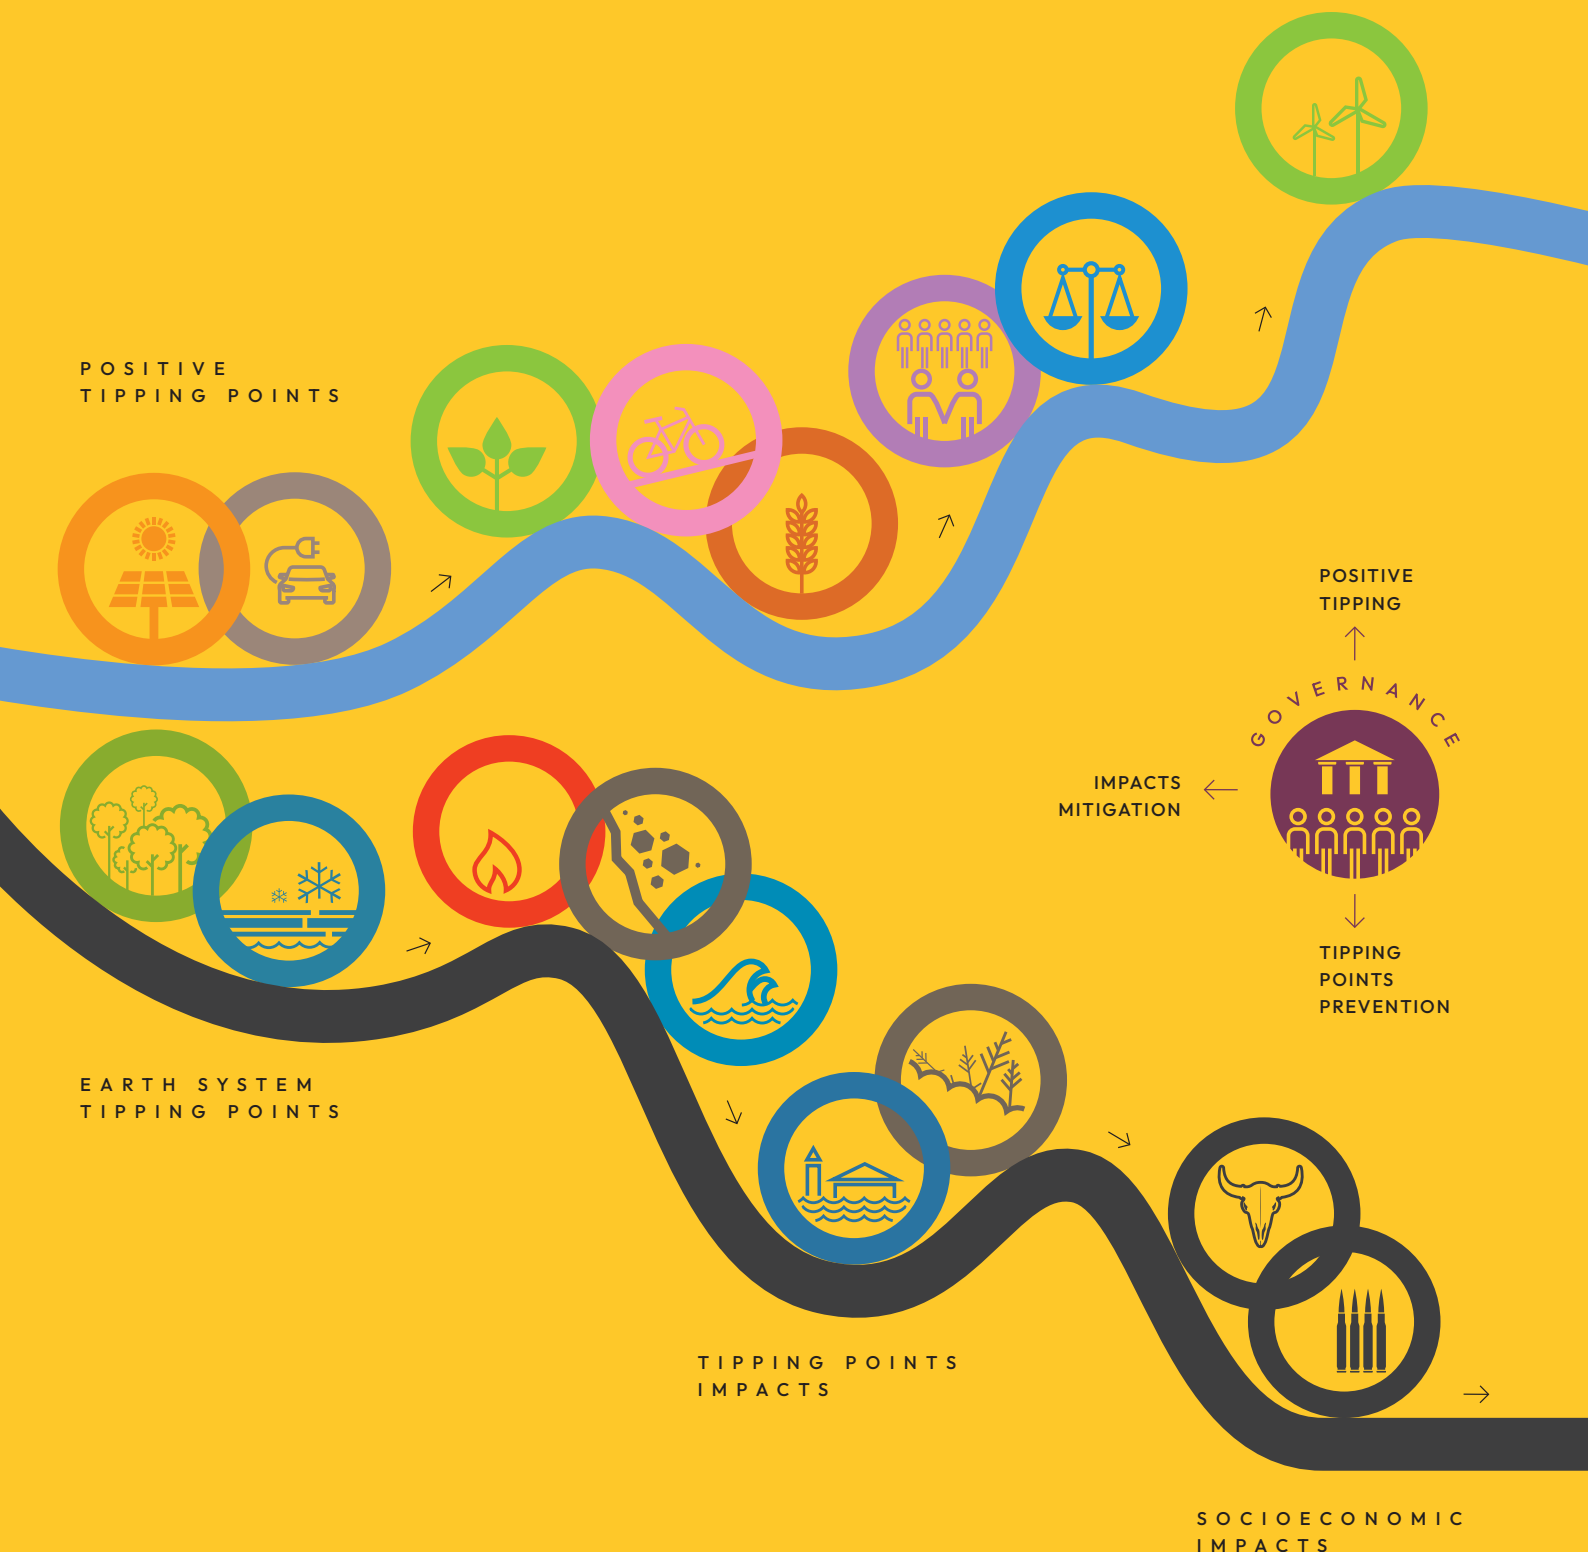 POSITIVE
TIPPING POINTS
POSITIVE
TIPPING
GOVERNANCE
IMPACTS
MITIGATION
TIPPING
POINTS
PREVENTION
EARTH SYSTEM
TIPPING POINTS
TIPPING POINTS
IMPACTS
SOCIOECONOMIC
IMPACTS